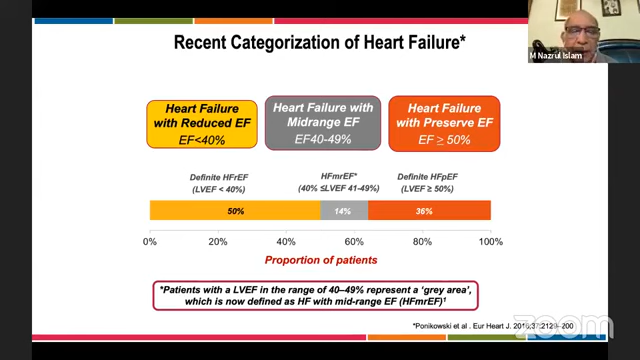 M Nazrul Islam
Recent Categorization of Heart Failure*
Heart Failure
with Reduced EF
EF<40%
Heart Failure with
Midrange EF
EF40-49%
Heart Failure
with Preserve EF
EF ≥ 50%
Definite HFrEF
(LVEF < 40%)
HFmrEF*
(40% ≤LVEF 41-49%)
Definite HFpEF
(LVEF ≥ 50%)
50%
14%
36%
0%
20%
40%
60%
80%
100%
Proportion of patients
*Patients with a LVEF in the range of 40–49% represent a ‘grey area’,
which is now defined as HF with mid-range EF (HFmrEF)¹
zoom
*Ponikowski et al . Eur Heart J. 2016;37:2129–200